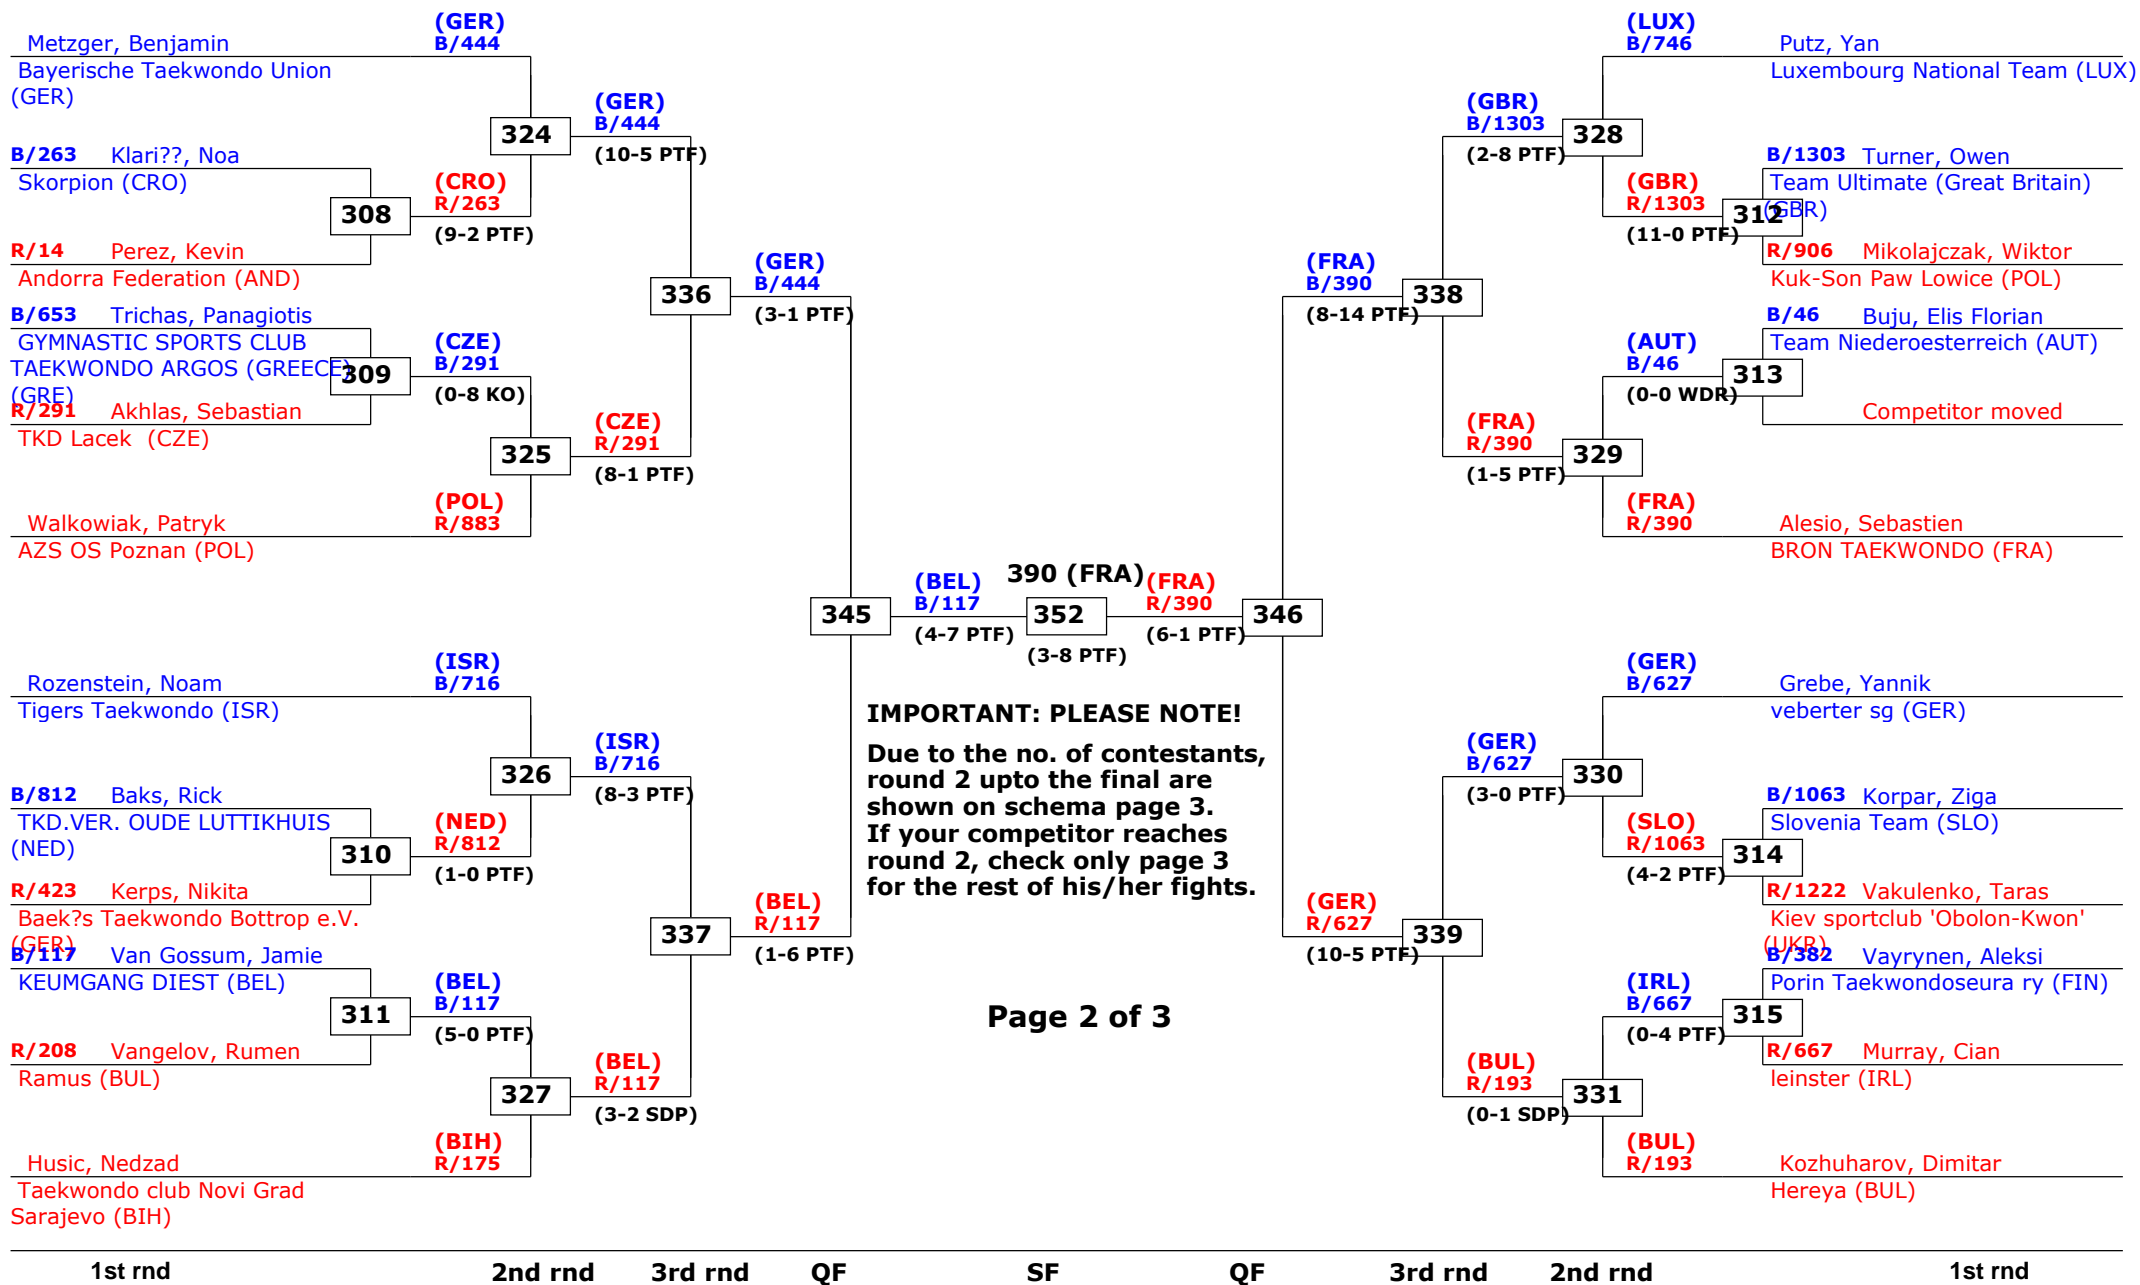 (GER)
B/444
Metzger, Benjamin
Bayerische Taekwondo Union
(GER)
324
(GER)
B/444
(10-5 PTF)
B/263 Klari??, Noa
Skorpion (CRO)
308
(CRO)
R/263
(9-2 PTF)
R/14 Perez, Kevin
Andorra Federation (AND)
336
(GER)
B/444
(3-1 PTF)
B/653 Trichas, Panagiotis
GYMNASTIC SPORTS CLUB
TAEKWONDO ARGOS (GREECE)
(GRE)
309
(CZE)
B/291
(0-8 KO)
R/291 Akhlas, Sebastian
TKD Lacek (CZE)
325
(CZE)
R/291
(8-1 PTF)
(POL)
R/883
Walkowiak, Patryk
AZS OS Poznan (POL)
345
(BEL)
B/117
(4-7 PTF)
390 (FRA)
352
(3-8 PTF)
(FRA)
R/390
(6-1 PTF)
346
(ISR)
B/716
Rozenstein, Noam
Tigers Taekwondo (ISR)
326
(ISR)
B/716
(8-3 PTF)
B/812 Baks, Rick
TKD.VER. OUDE LUTTIKHUIS
(NED)
310
(NED)
R/812
(1-0 PTF)
R/423 Kerps, Nikita
Baek?s Taekwondo Bottrop e.V.
(GER)
337
(BEL)
R/117
(1-6 PTF)
B/117 Van Gossum, Jamie
KEUMGANG DIEST (BEL)
311
(BEL)
B/117
(5-0 PTF)
R/208 Vangelov, Rumen
Ramus (BUL)
327
(BEL)
R/117
(3-2 SDP)
(BIH)
R/175
Husic, Nedzad
Taekwondo club Novi Grad
Sarajevo (BIH)
IMPORTANT: PLEASE NOTE!
Due to the no. of contestants,
round 2 upto the final are
shown on schema page 3.
If your competitor reaches
round 2, check only page 3
for the rest of his/her fights.
Page 2 of 3
(LUX)
B/746
Putz, Yan
Luxembourg National Team (LUX)
(GBR)
B/1303
(2-8 PTF)
328
B/1303 Turner, Owen
Team Ultimate (Great Britain)
(GBR)
(GBR)
R/1303
(11-0 PTF)
312
R/906 Mikolajczak, Wiktor
Kuk-Son Paw Lowice (POL)
(FRA)
B/390
(8-14 PTF)
338
B/46 Buju, Elis Florian
Team Niederoesterreich (AUT)
(AUT)
B/46
(0-0 WDR)
313
Competitor moved
(FRA)
R/390
(1-5 PTF)
329
(FRA)
R/390
Alesio, Sebastien
BRON TAEKWONDO (FRA)
(GER)
B/627
Grebe, Yannik
veberter sg (GER)
(GER)
B/627
(3-0 PTF)
330
B/1063 Korpar, Ziga
Slovenia Team (SLO)
(SLO)
R/1063
(4-2 PTF)
314
R/1222 Vakulenko, Taras
Kiev sportclub 'Obolon-Kwon'
(UKR)
(GER)
R/627
(10-5 PTF)
339
B/382 Vayrynen, Aleksi
Porin Taekwondoseura ry (FIN)
(IRL)
B/667
(0-4 PTF)
315
R/667 Murray, Cian
leinster (IRL)
(BUL)
R/193
(0-1 SDP)
331
(BUL)
R/193
Kozhuharov, Dimitar
Hereya (BUL)
1st rnd 2nd rnd 3rd rnd QF SF QF 3rd rnd 2nd rnd 1st rnd